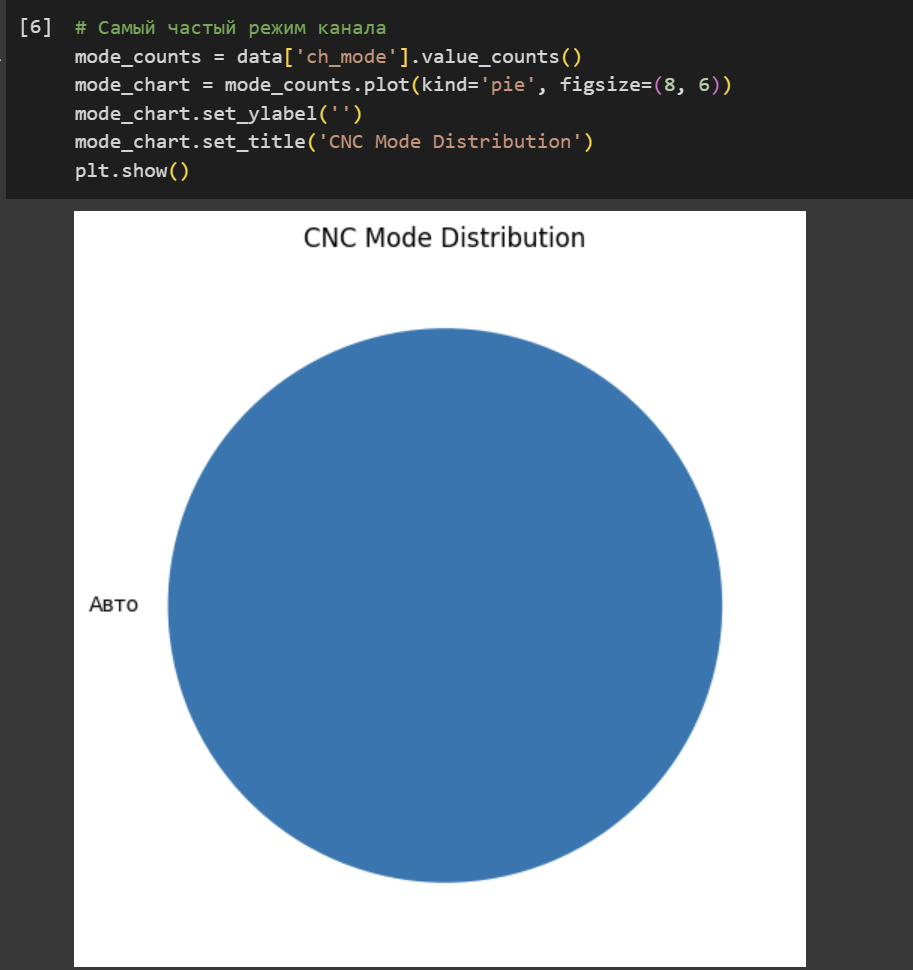 [6] # Самый частый режим канала
mode_counts = data['ch_mode'].value_counts()
mode_chart = mode_counts.plot(kind='pie', figsize=(8, 6))
mode_chart.set_ylabel('')
mode_chart.set_title('CNC Mode Distribution')
plt.show()
CNC Mode Distribution
Авто